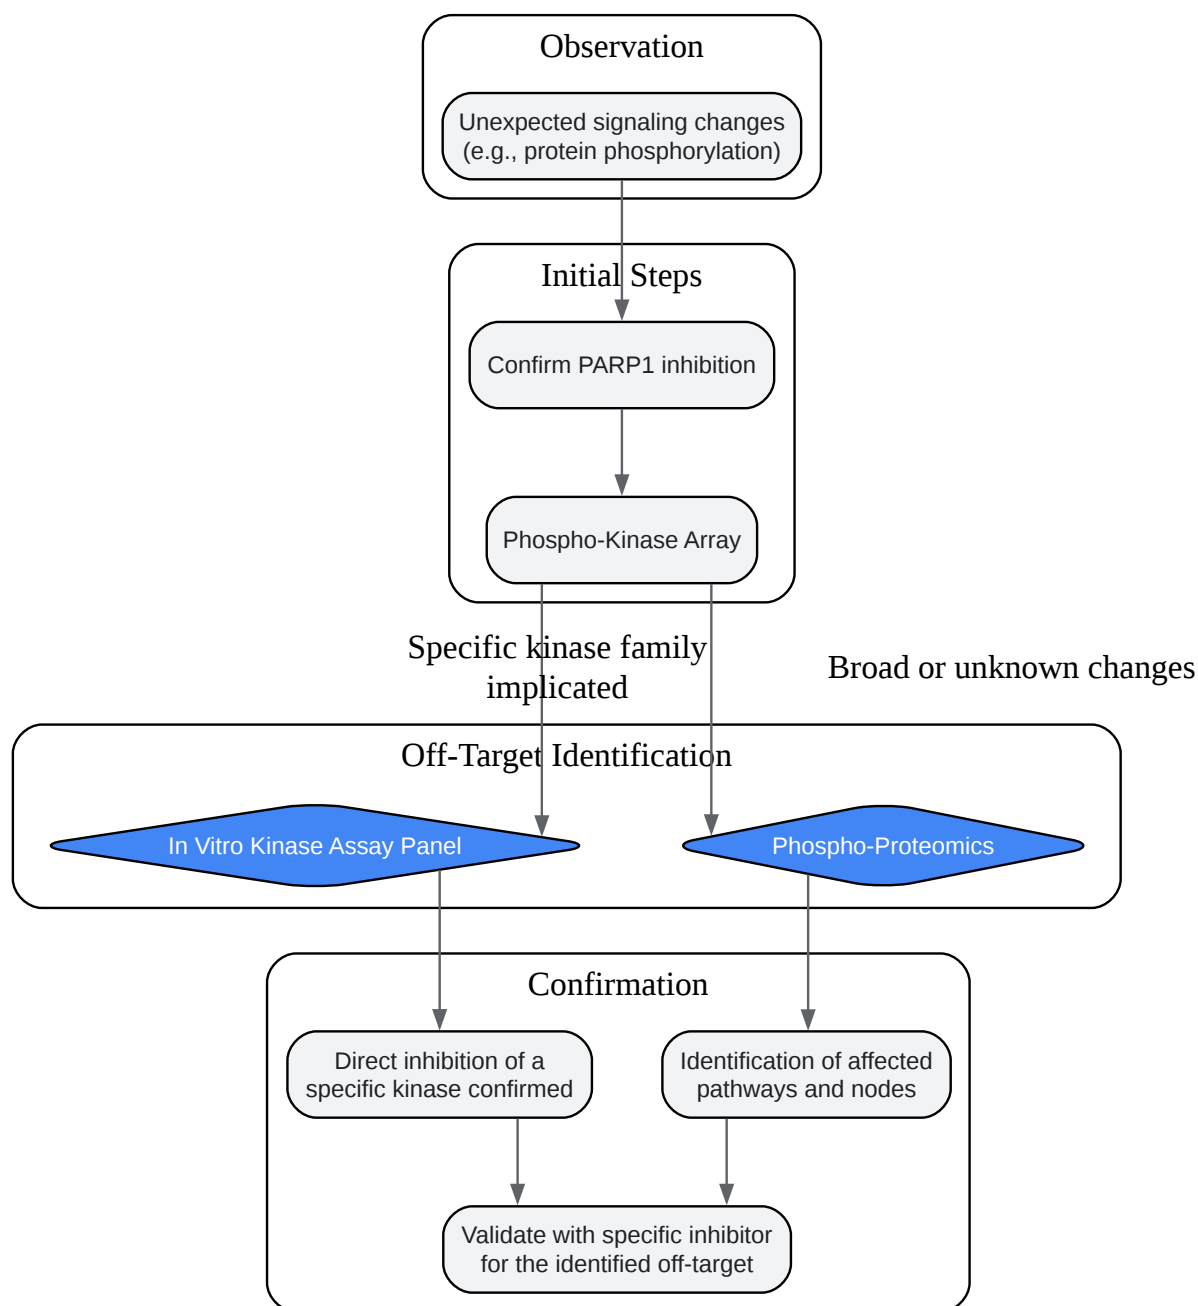 Observation
Unexpected signaling changes
(e.g., protein phosphorylation)
Initial Steps
Confirm PARP1 inhibition
Phospho-Kinase Array
Specific kinase family
implicated
Broad or unknown changes
Off-Target Identification
In Vitro Kinase Assay Panel
Phospho-Proteomics
Confirmation
Direct inhibition of a
specific kinase confirmed
Identification of affected
pathways and nodes
Validate with specific inhibitor
for the identified off-target